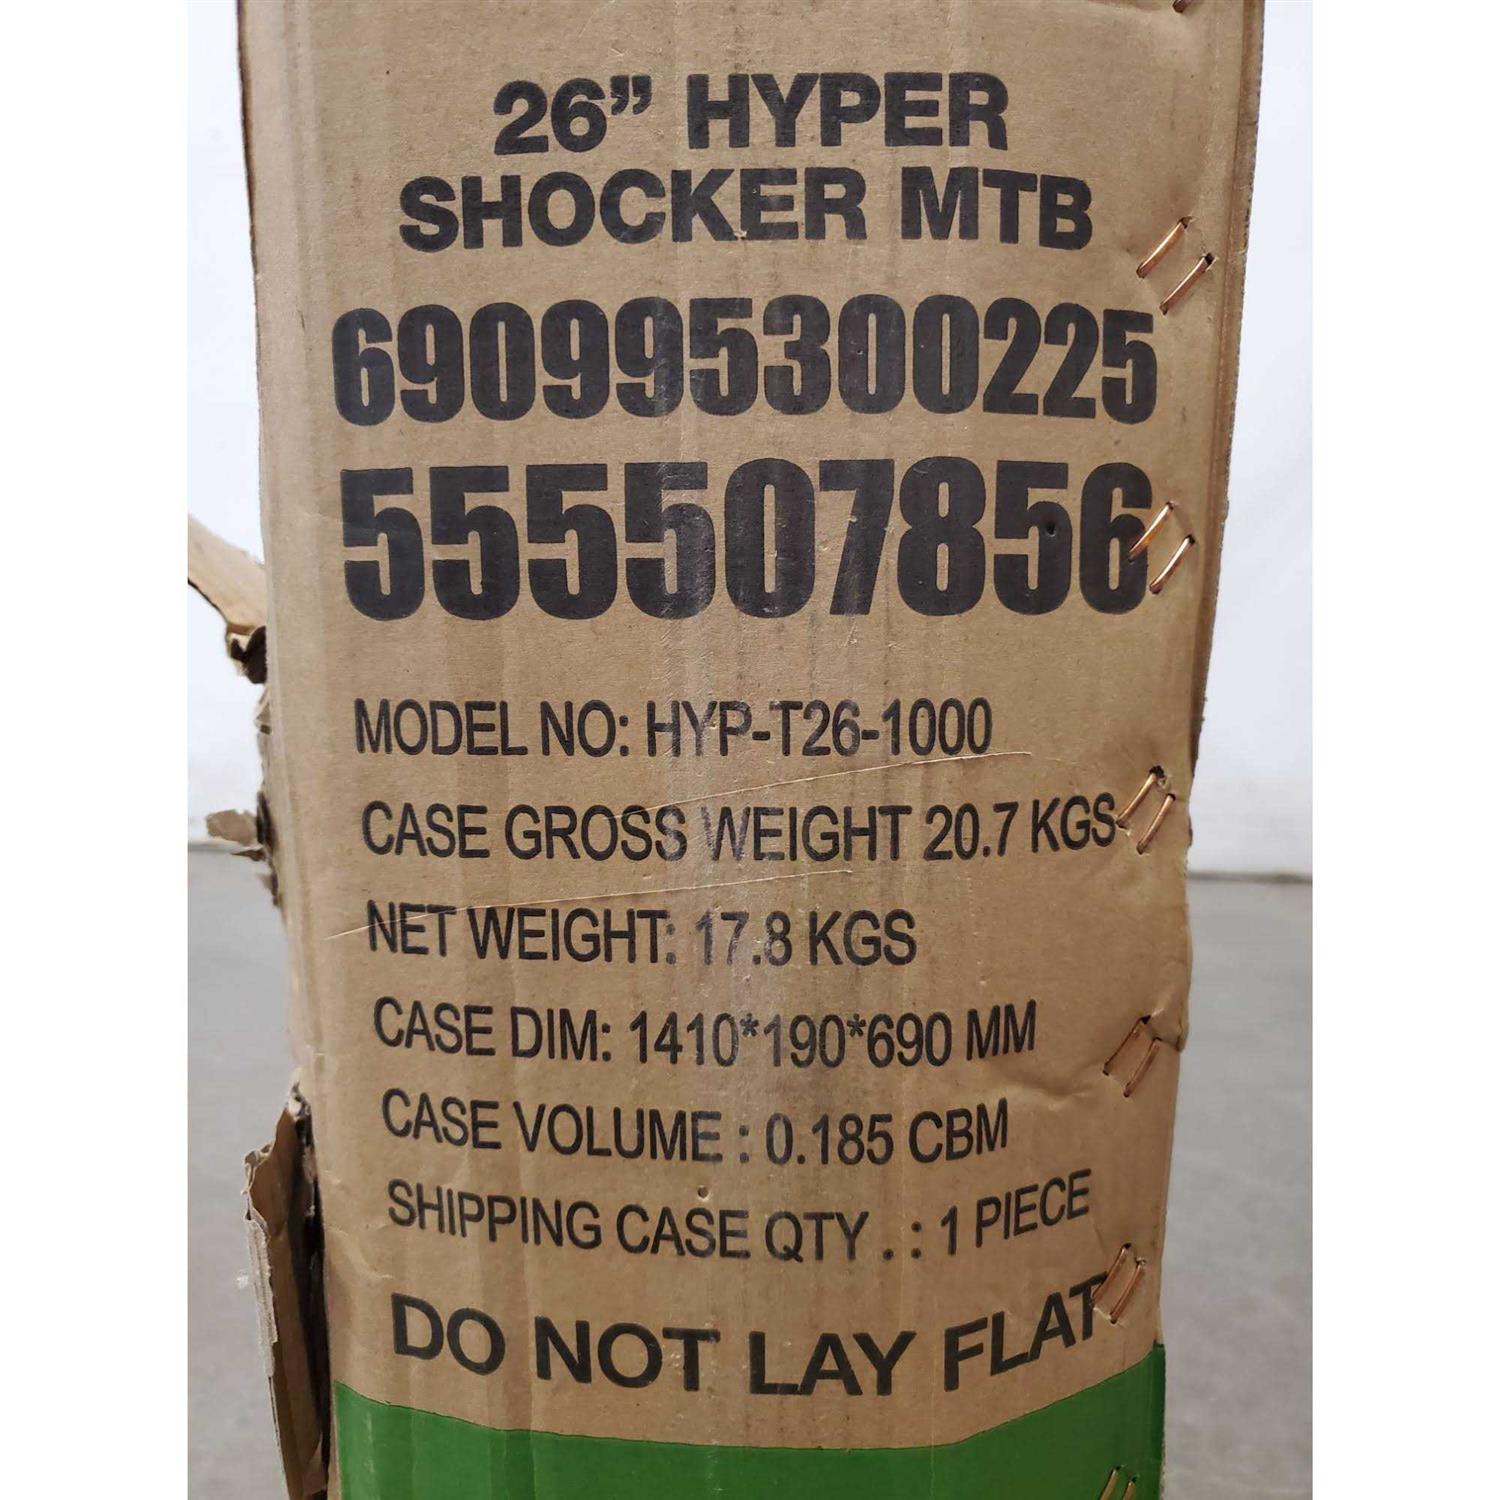 26” HYPER
SHOCKER MTB
690995300225
555507856
MODEL NO: HYP-T26-1000
CASE GROSS WEIGHT 20.7 KGS
NET WEIGHT: 17.8 KGS
CASE DIM: 1410*190*690 MM
CASE VOLUME : 0.185 CBM
SHIPPING CASE QTY . : 1 PIECE
DO NOT LAY FLAT